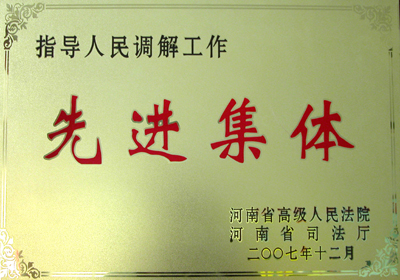 指导人民调解工作
先进集体
河南省高级人民法院
河南省司法厅
二〇〇七年十二月